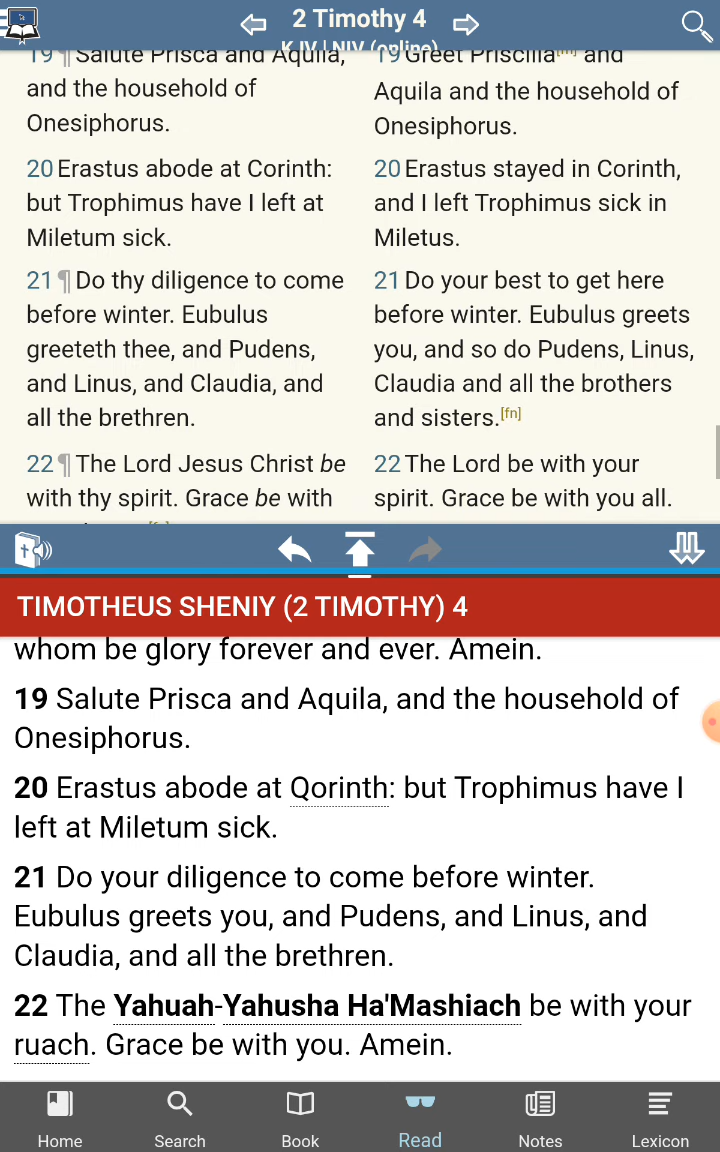 2 Timothy 4
KJV | NIV (online)
19 ¶ Salute Prisca and Aquila,
and the household of
Onesiphorus.
20 Erastus abode at Corinth:
but Trophimus have I left at
Miletum sick.
21 ¶ Do thy diligence to come
before winter. Eubulus
greeteth thee, and Pudens,
and Linus, and Claudia, and
all the brethren.
22 ¶ The Lord Jesus Christ be
with thy spirit. Grace be with
19 Greet Priscilla and
Aquila and the household of
Onesiphorus.
20 Erastus stayed in Corinth,
and I left Trophimus sick in
Miletus.
21 Do your best to get here
before winter. Eubulus greets
you, and so do Pudens, Linus,
Claudia and all the brothers
and sisters.[fn]
22 The Lord be with your
spirit. Grace be with you all.
TIMOTHEUS SHENIY (2 TIMOTHY) 4
whom be glory forever and ever. Amein.
19 Salute Prisca and Aquila, and the household of
Onesiphorus.
20 Erastus abode at Qorinth: but Trophimus have I
left at Miletum sick.
21 Do your diligence to come before winter.
Eubulus greets you, and Pudens, and Linus, and
Claudia, and all the brethren.
22 The Yahuah-Yahusha Ha'Mashiach be with your
ruach. Grace be with you. Amein.
Home Search Book Read Notes Lexicon